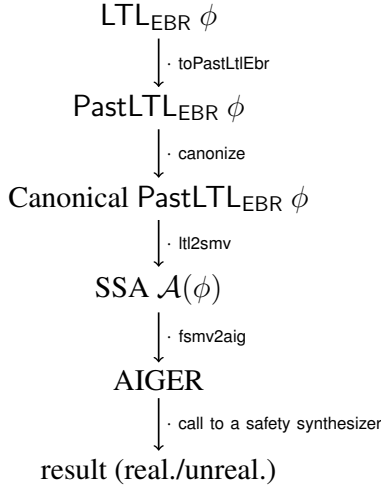 LTL_EBR ϕ
· toPastLtlEbr
PastLTL_EBR ϕ
· canonize
Canonical PastLTL_EBR ϕ
· ltl2smv
SSA 𝒜(ϕ)
· fsmv2aig
AIGER
· call to a safety synthesizer
result (real./unreal.)